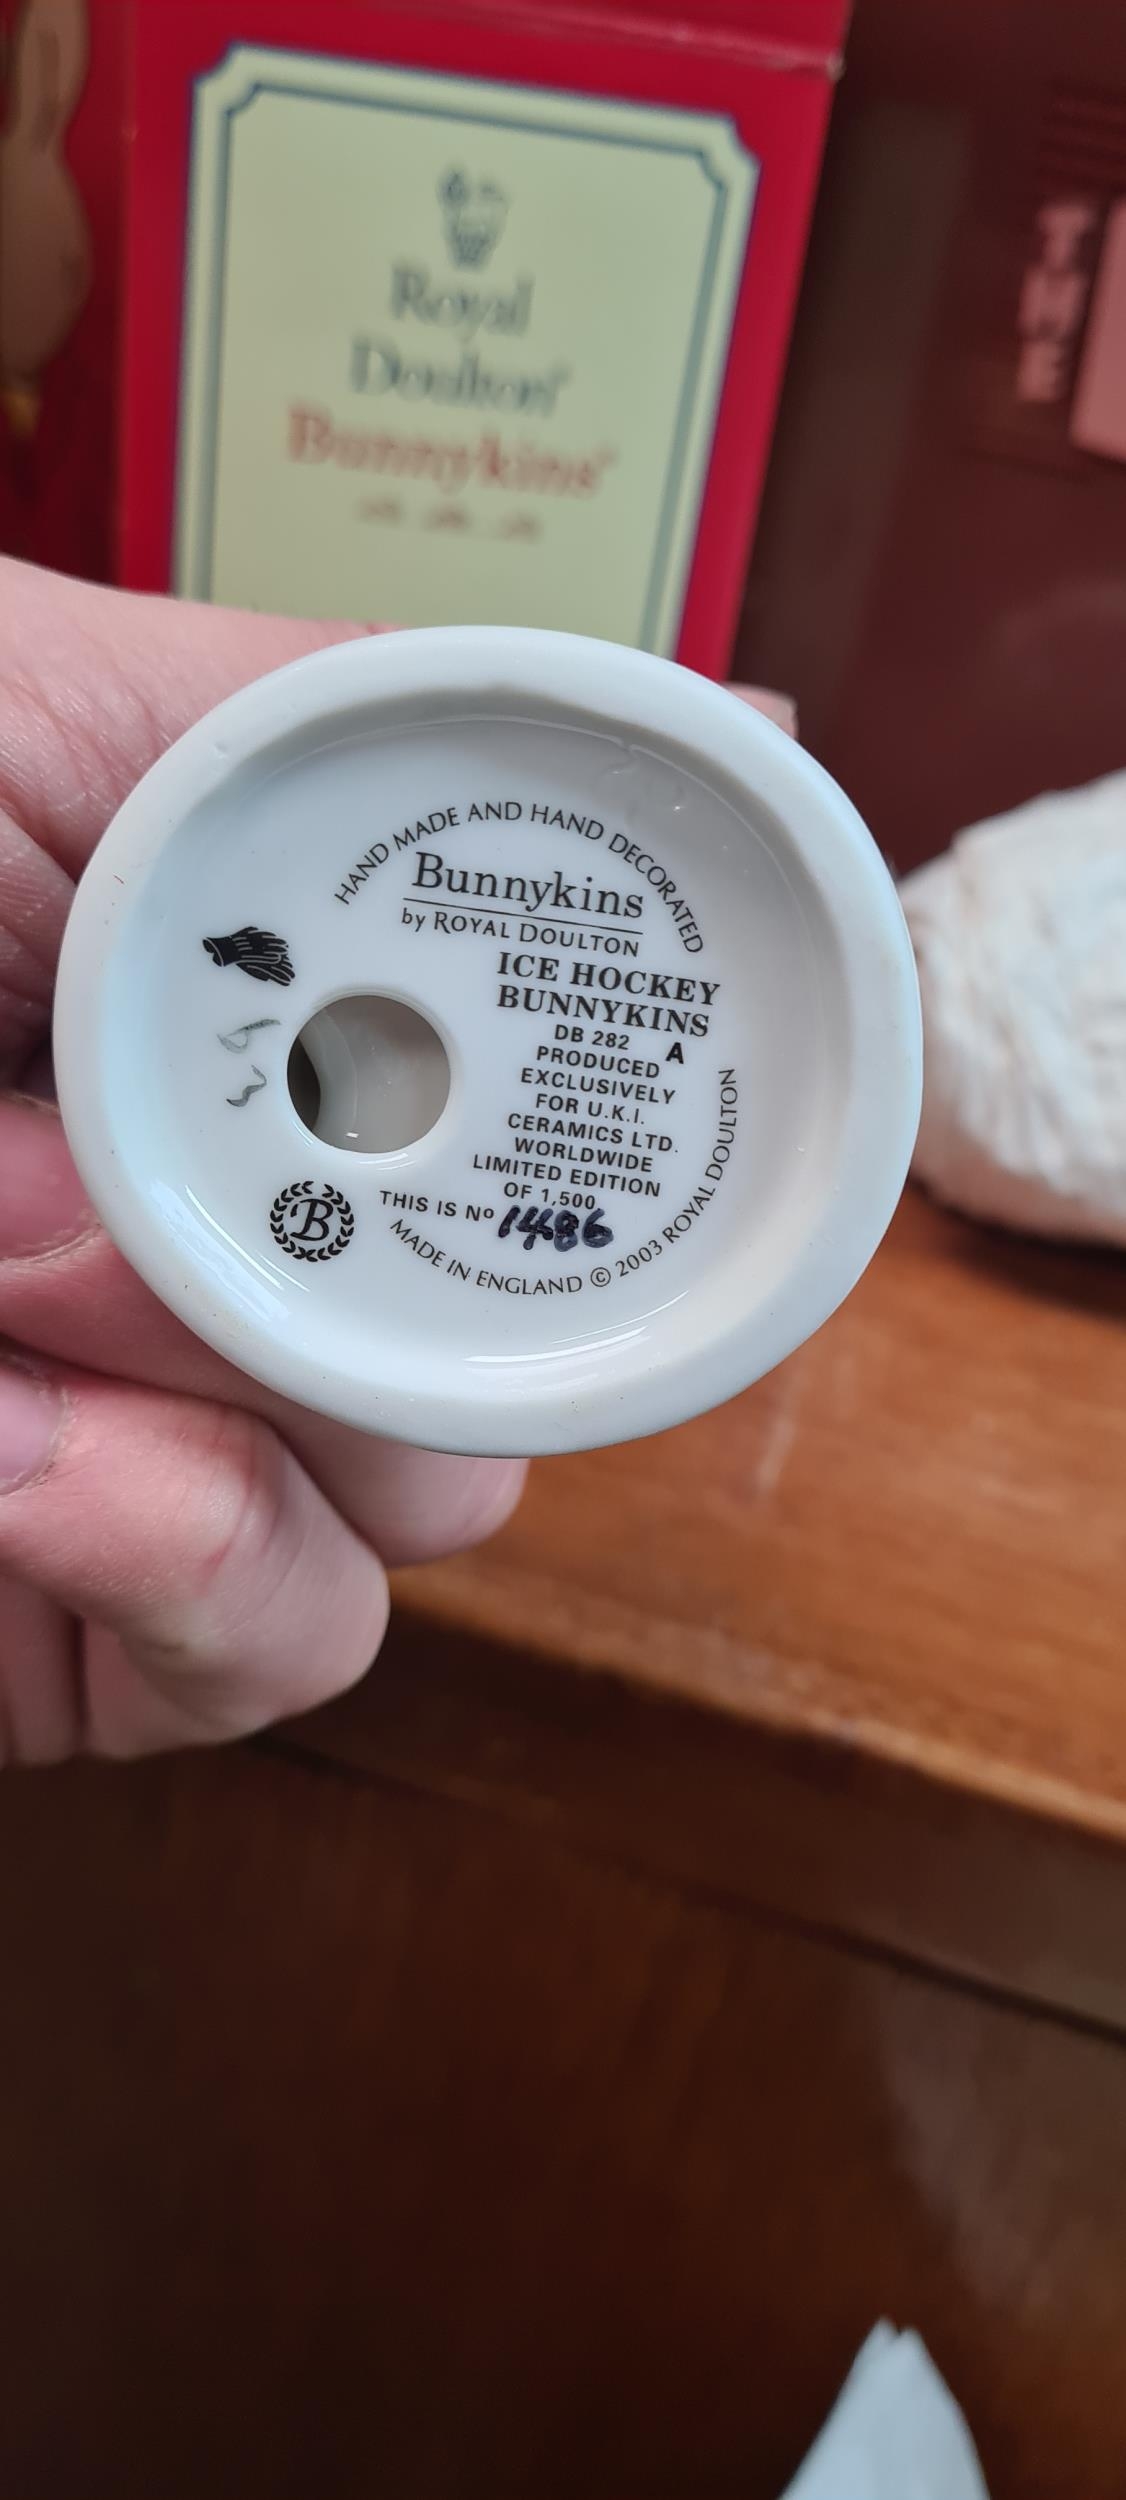 Royal
Doulton®
Bunnykins®
THE
HAND MADE AND HAND DECORATED
Bunnykins
by ROYAL DOULTON
ICE HOCKEY
BUNNYKINS
DB 282 A
PRODUCED
EXCLUSIVELY
FOR U.K.I.
CERAMICS LTD.
WORLDWIDE
LIMITED EDITION
OF 1,500
THIS IS Nº 1486
B
MADE IN ENGLAND © 2003 ROYAL DOULTON